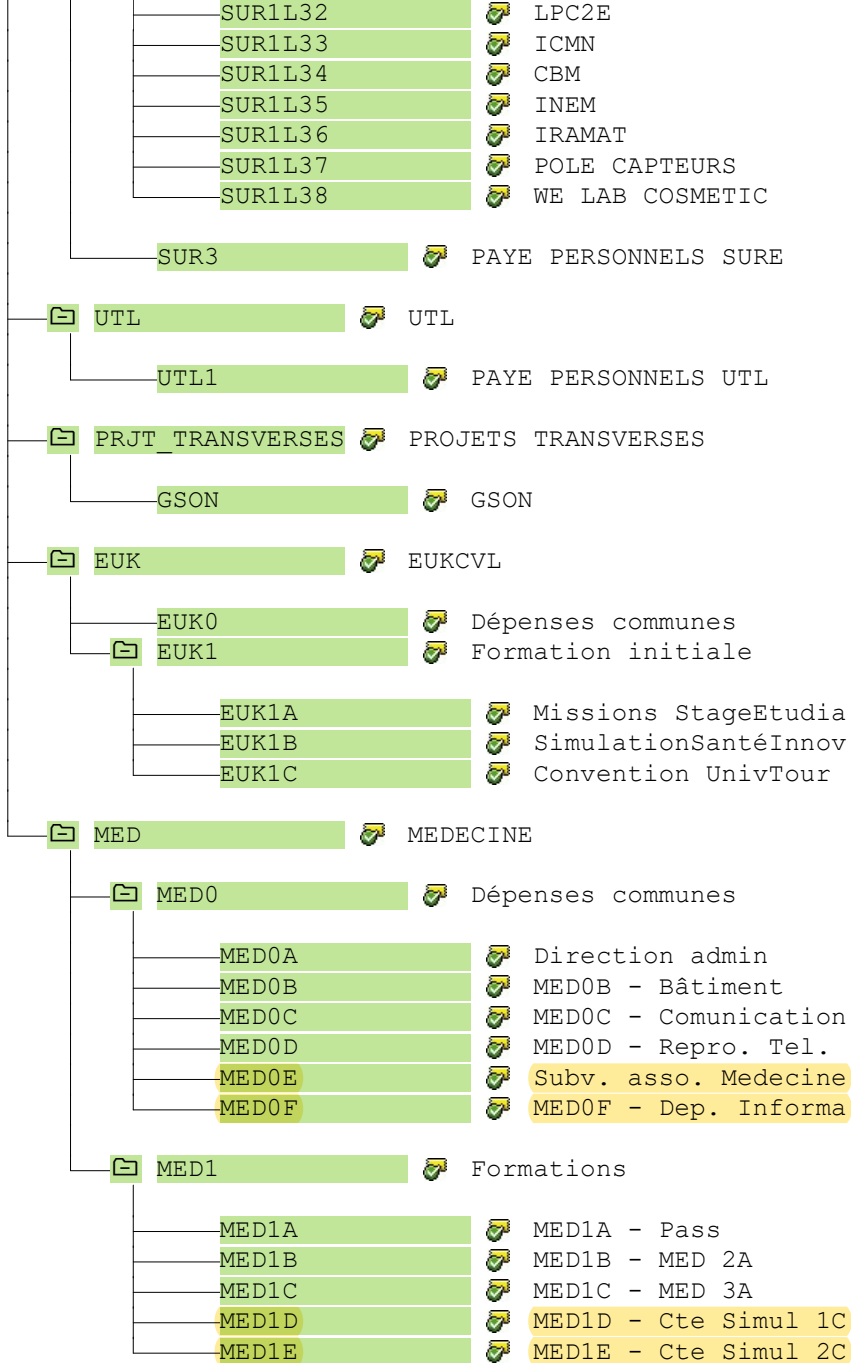 SUR1L32 LPC2E
SUR1L33 ICMN
SUR1L34 CBM
SUR1L35 INEM
SUR1L36 IRAMAT
SUR1L37 POLE CAPTEURS
SUR1L38 WE LAB COSMETIC
SUR3 PAYE PERSONNELS SURE
UTL UTL
UTL1 PAYE PERSONNELS UTL
PRJT_TRANSVERSES PROJETS TRANSVERSES
GSON GSON
EUK EUKCVL
EUK0 Dépenses communes
EUK1 Formation initiale
EUK1A Missions StageEtudia
EUK1B SimulationSantéInnov
EUK1C Convention UnivTour
MED MEDECINE
MED0 Dépenses communes
MED0A Direction admin
MED0B MED0B - Bâtiment
MED0C MED0C - Comunication
MED0D MED0D - Repro. Tel.
MED0E Subv. asso. Medecine
MED0F MED0F - Dep. Informa
MED1 Formations
MED1A MED1A - Pass
MED1B MED1B - MED 2A
MED1C MED1C - MED 3A
MED1D MED1D - Cte Simul 1C
MED1E MED1E - Cte Simul 2C